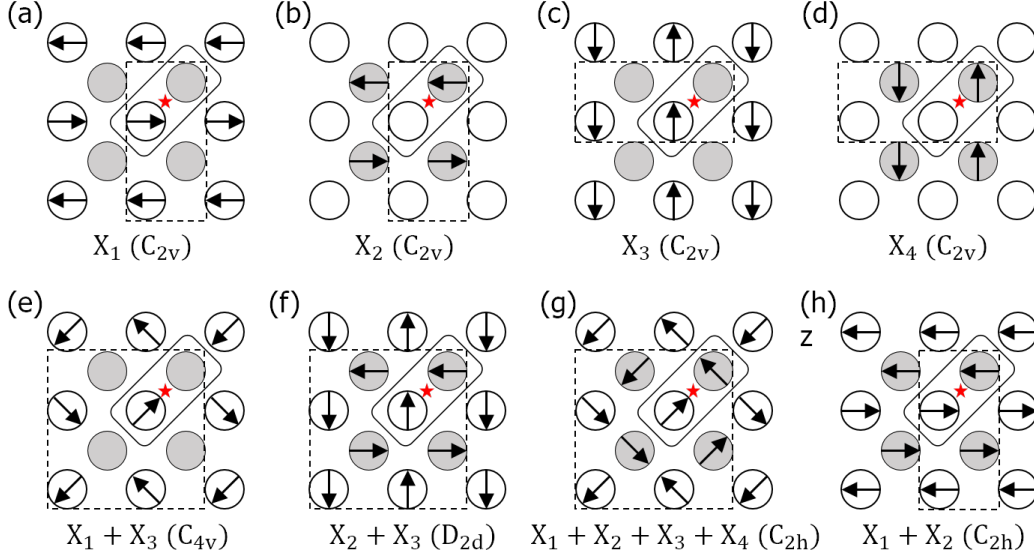 (a) (b) (c) (d)
X₁ (C₂ᵥ) X₂ (C₂ᵥ) X₃ (C₂ᵥ) X₄ (C₂ᵥ)
(e) (f) (g) (h)
z
X₁ + X₃ (C₄ᵥ) X₂ + X₃ (D₂d) X₁ + X₂ + X₃ + X₄ (C₂ₕ) X₁ + X₂ (C₂ₕ)